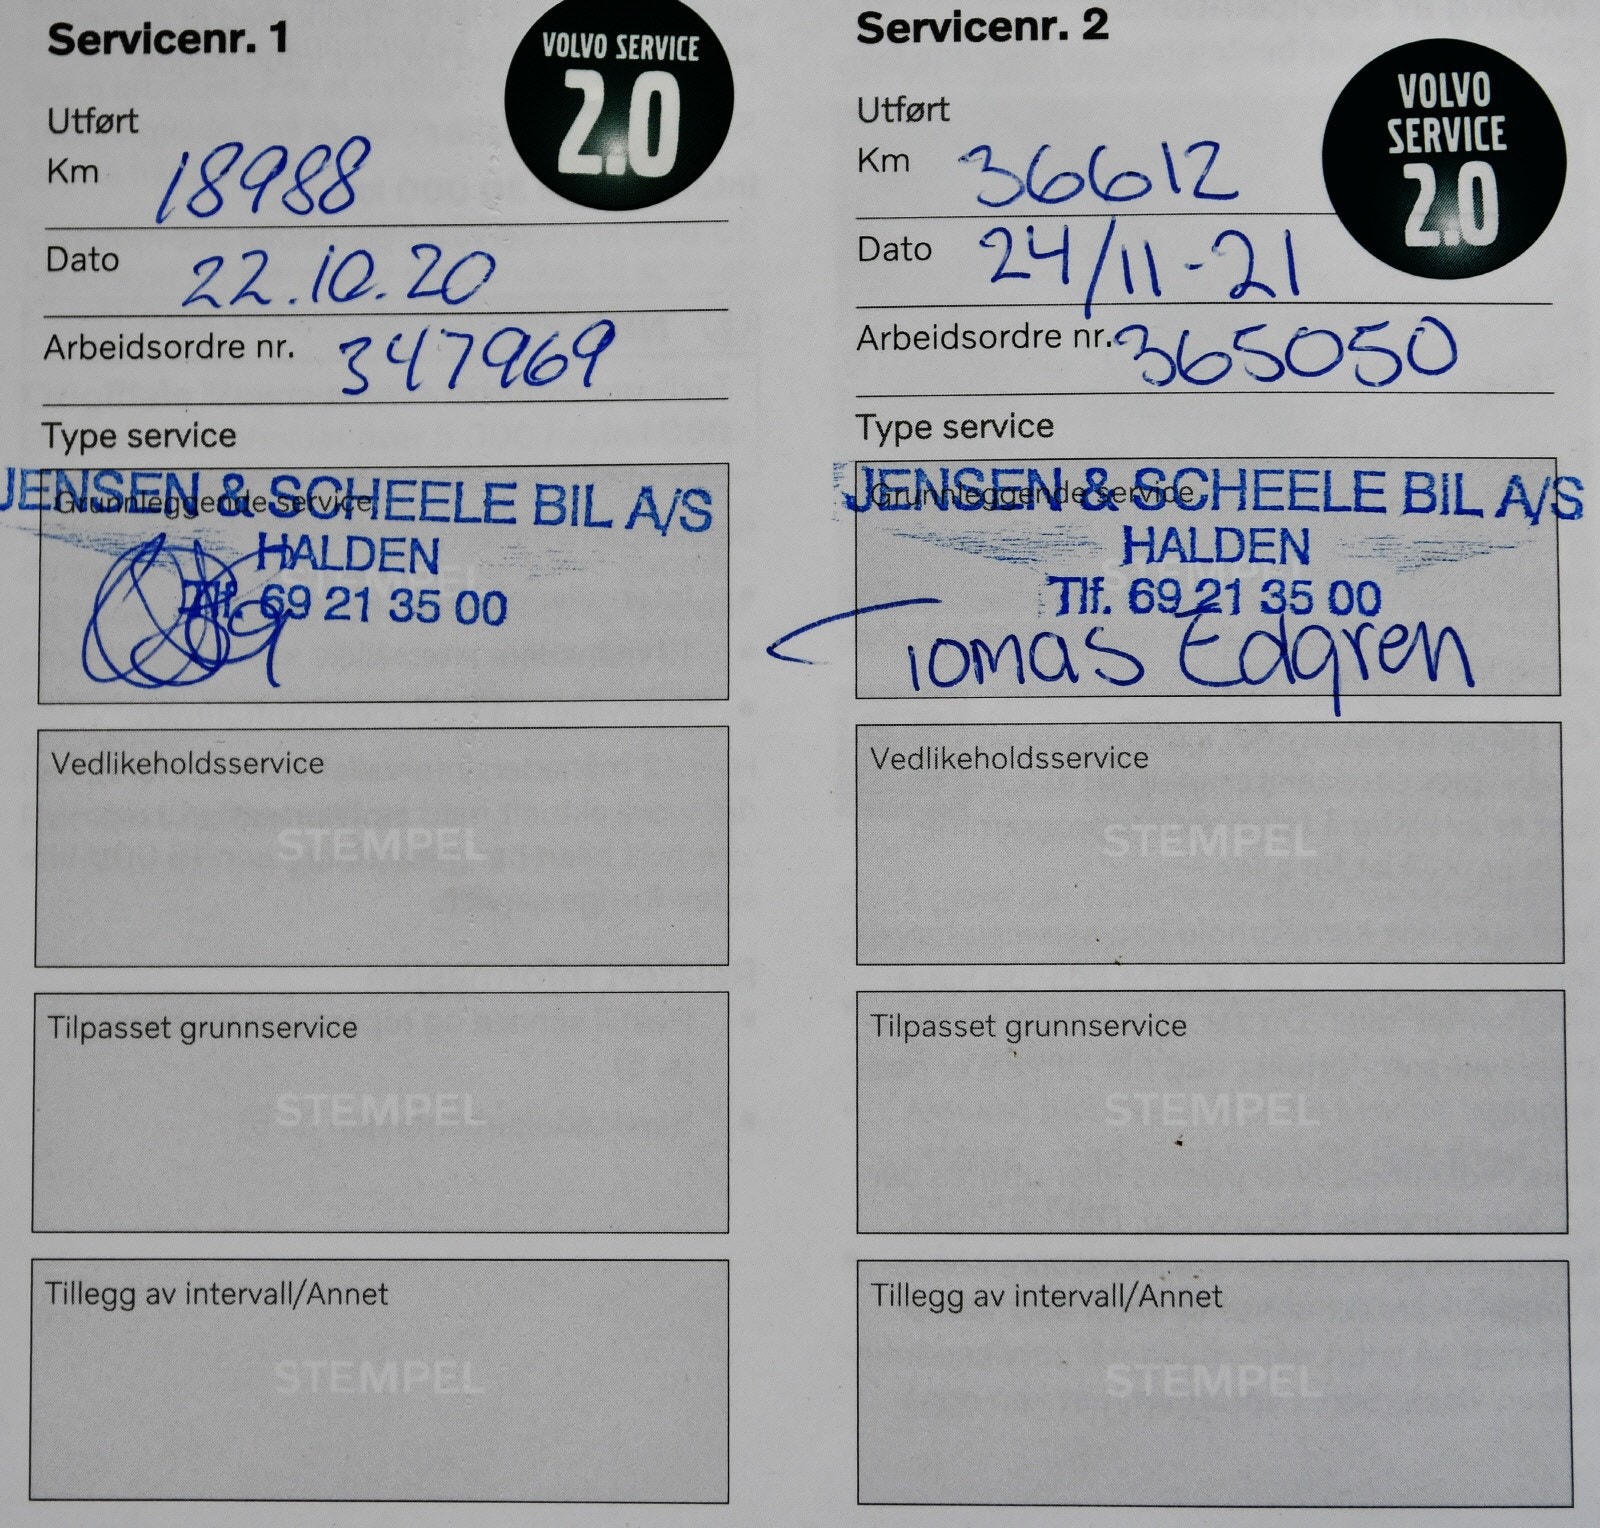 Servicenr. 1
VOLVO SERVICE
2.0
Utført
Km 18988
Dato 22.10.20
Arbeidsordre nr. 347969
Type service
Grunnleggende service
JENSEN & SCHEELE BIL A/S
HALDEN
STEMPEL
Tlf. 69 21 35 00
Vedlikeholdsservice
STEMPEL
Tilpasset grunnservice
STEMPEL
Tillegg av intervall/Annet
STEMPEL
Servicenr. 2
VOLVO
SERVICE
2.0
Utført
Km 36612
Dato 24/11-21
Arbeidsordre nr. 365050
Type service
Grunnleggende service
JENSEN & SCHEELE BIL A/S
HALDEN
STEMPEL
Tlf. 69 21 35 00
Tomas Edgren
Vedlikeholdsservice
STEMPEL
Tilpasset grunnservice
STEMPEL
Tillegg av intervall/Annet
STEMPEL